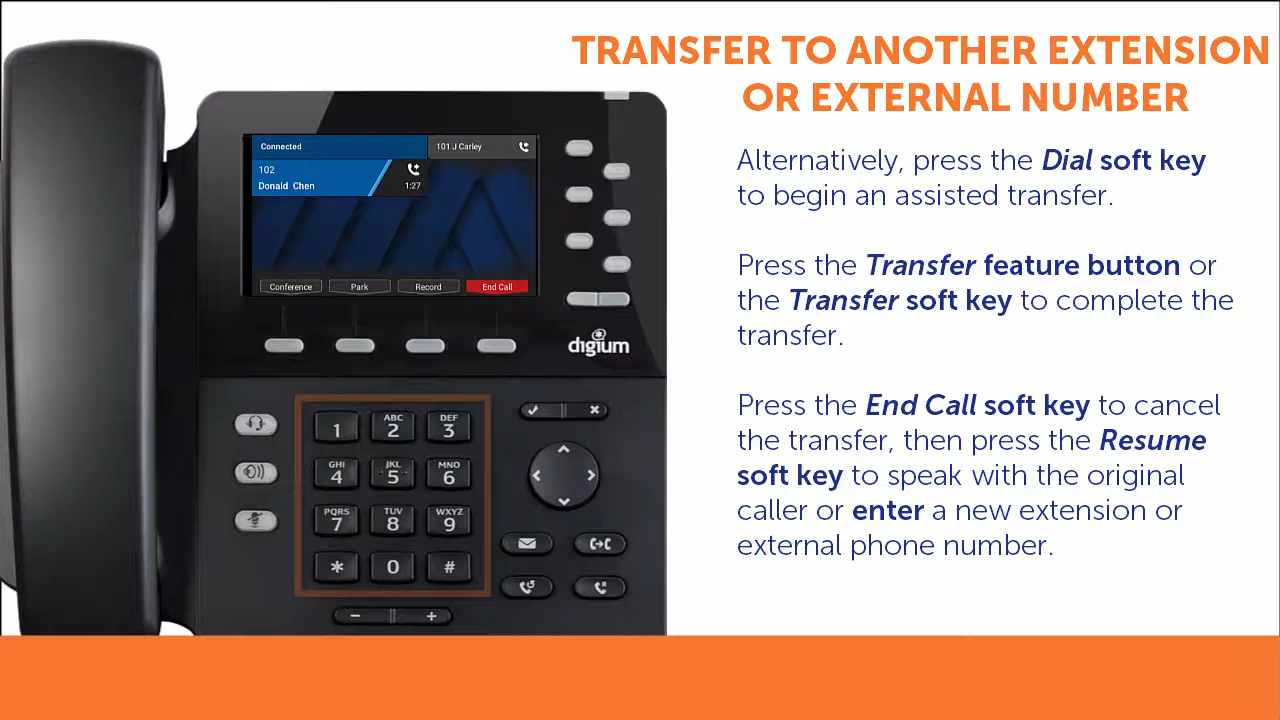 TRANSFER TO ANOTHER EXTENSION
OR EXTERNAL NUMBER
Alternatively, press the Dial soft key
to begin an assisted transfer.
Press the Transfer feature button or
the Transfer soft key to complete the
transfer.
Press the End Call soft key to cancel
the transfer, then press the Resume
soft key to speak with the original
caller or enter a new extension or
external phone number.
Connected
101 J Carley
102
Donald Chen
1:27
Conference Park Record End Call
digium
1 ABC 2 DEF 3
GHI 4 JKL 5 MNO 6
PQRS 7 TUV 8 WXYZ 9
* 0 #
- +